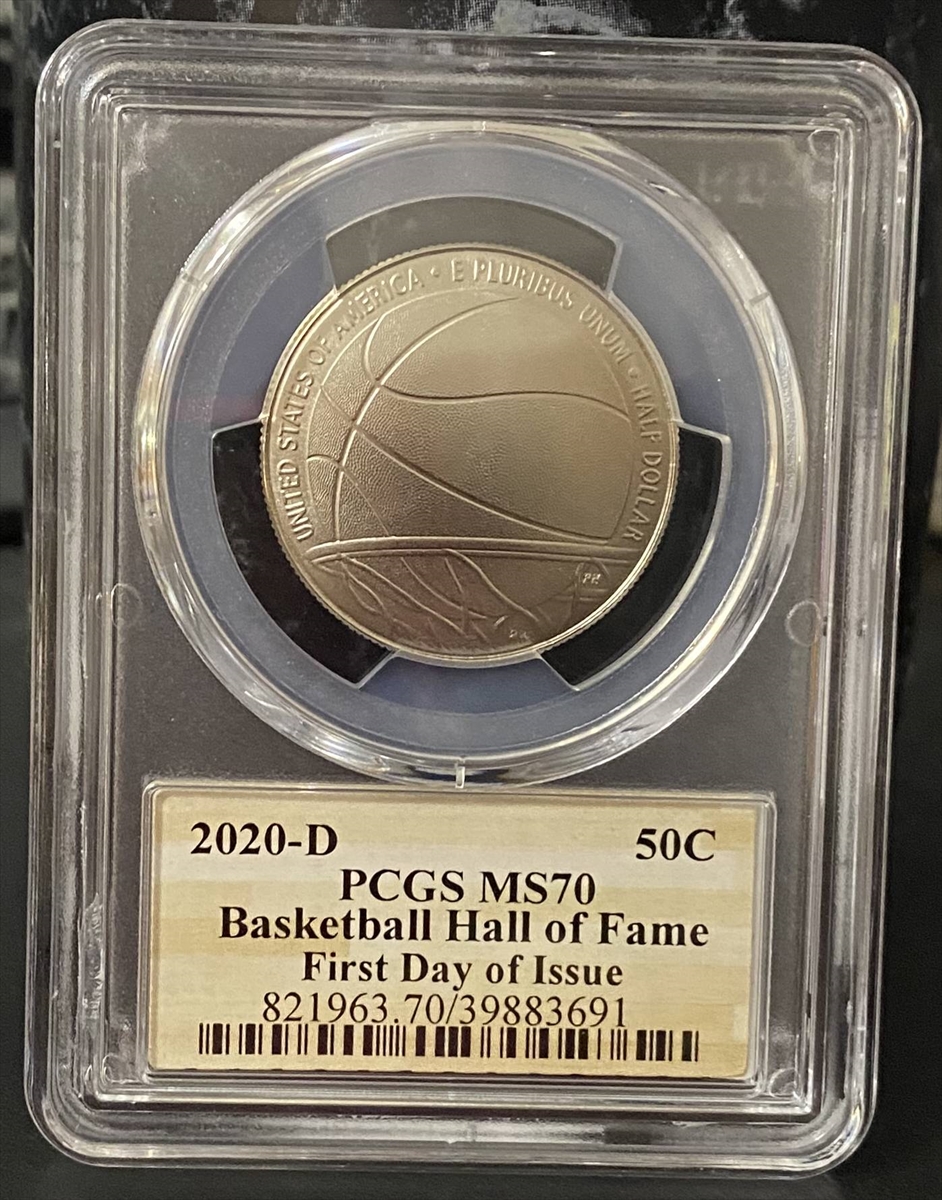 UNITED STATES OF AMERICA • E PLURIBUS UNUM • HALF DOLLAR
PH
2020-D 50C
PCGS MS70
Basketball Hall of Fame
First Day of Issue
821963.70/39883691